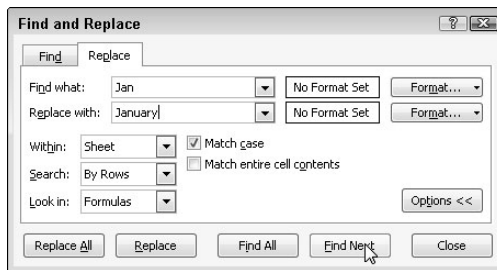 Find and Replace
Find Replace
Find what: Jan No Format Set Format...
Replace with: January No Format Set Format...
Within: Sheet Match case
Match entire cell contents
Search: By Rows
Look in: Formulas Options <<
Replace All Replace Find All Find Next Close